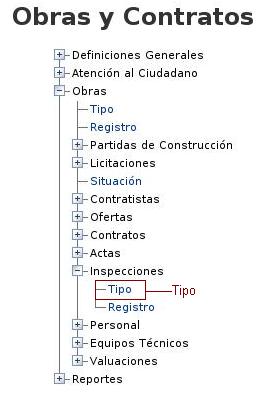 Obras y Contratos
Definiciones Generales
Atención al Ciudadano
Obras
Tipo
Registro
Partidas de Construcción
Licitaciones
Situación
Contratistas
Ofertas
Contratos
Actas
Inspecciones
Tipo Tipo
Registro
Personal
Equipos Técnicos
Valuaciones
Reportes